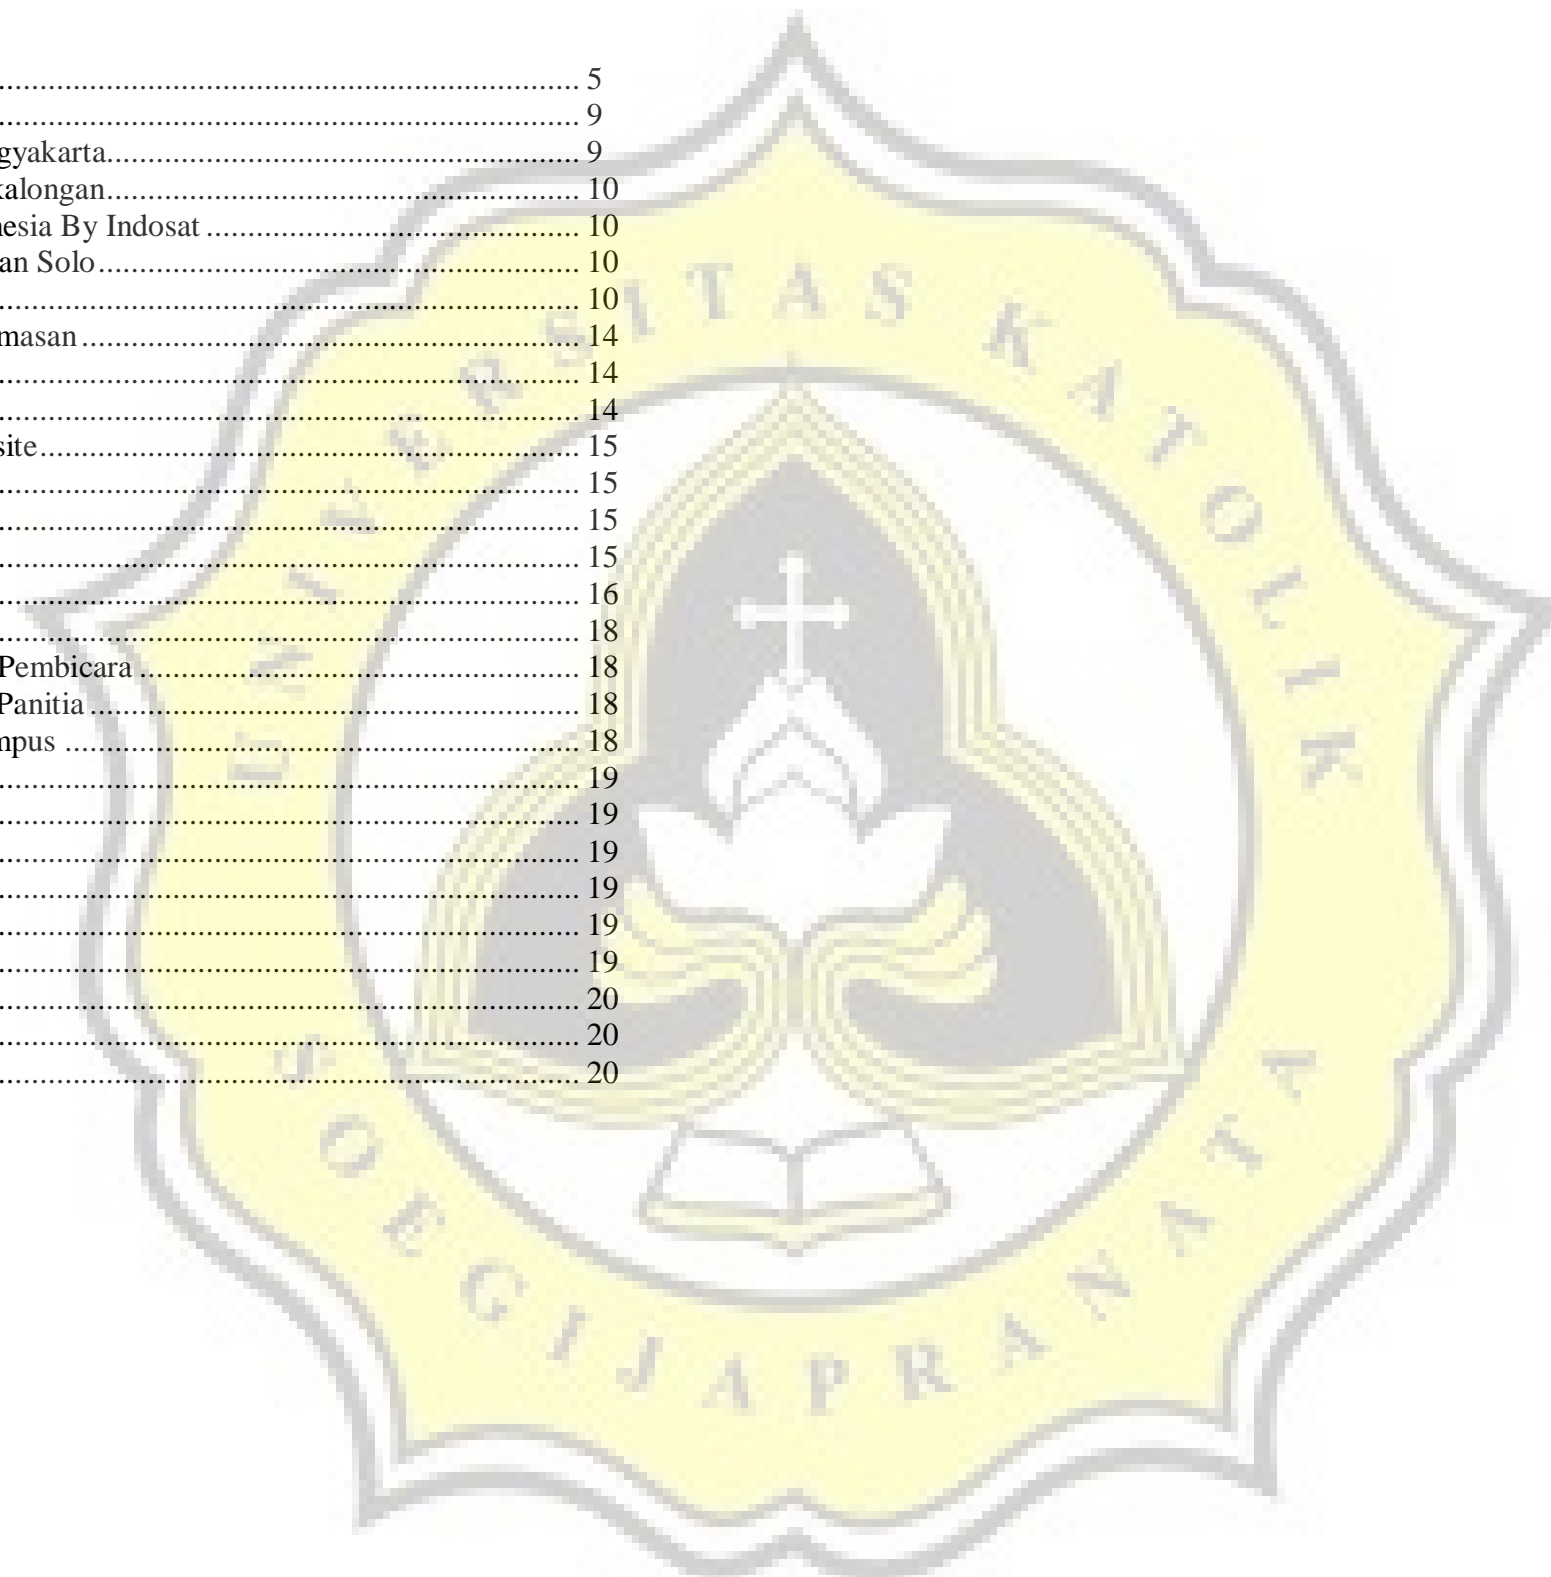 .......... 5
.......... 9
gyakarta.......... 9
kalongan.......... 10
nesia By Indosat .......... 10
an Solo.......... 10
.......... 10
masan .......... 14
.......... 14
.......... 14
site.......... 15
.......... 15
.......... 15
.......... 15
.......... 16
.......... 18
Pembicara .......... 18
Panitia .......... 18
mpus .......... 18
.......... 19
.......... 19
.......... 19
.......... 19
.......... 19
.......... 19
.......... 20
.......... 20
.......... 20
UNIVERSITAS KATOLIK
SOEGIJAPRANATA